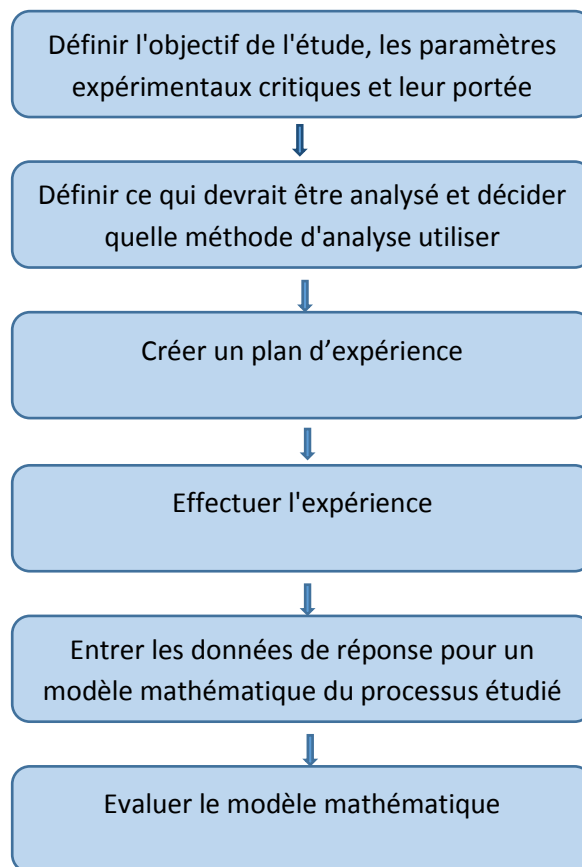 Définir l'objectif de l'étude, les paramètres
expérimentaux critiques et leur portée
Définir ce qui devrait être analysé et décider
quelle méthode d'analyse utiliser
Créer un plan d’expérience
Effectuer l'expérience
Entrer les données de réponse pour un
modèle mathématique du processus étudié
Evaluer le modèle mathématique